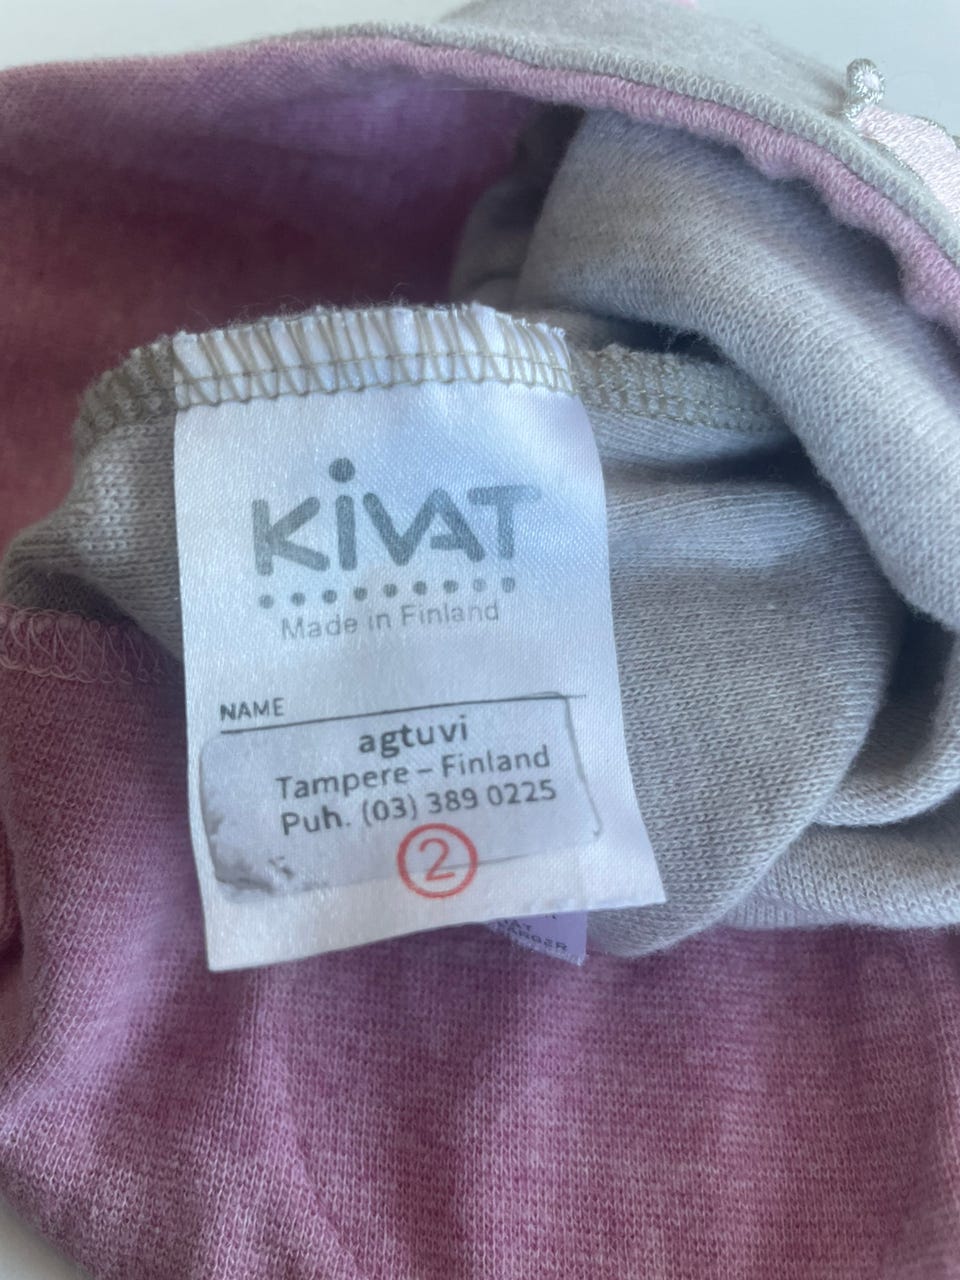 KiVAT
Made in Finland
NAME
agtuvi
Tampere – Finland
Puh. (03) 389 0225
2